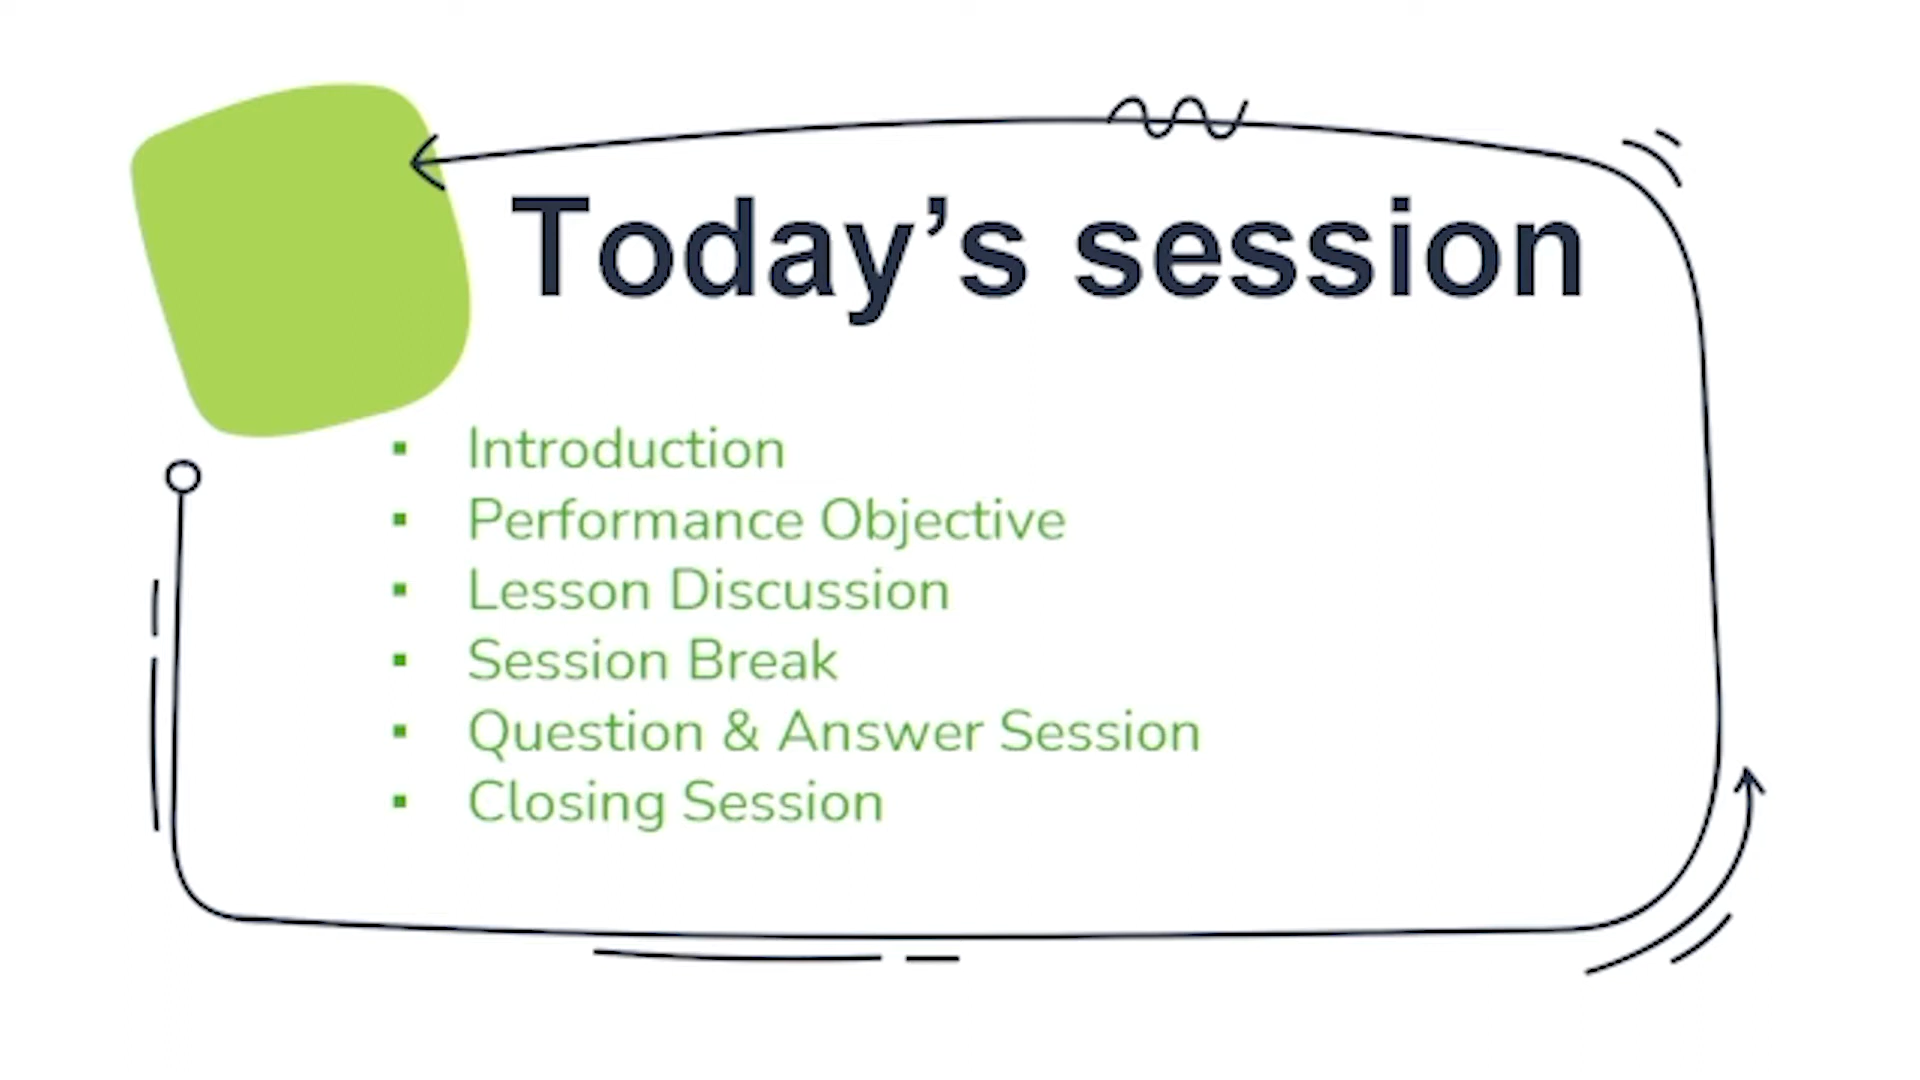 Today’s session
▪ Introduction
▪ Performance Objective
▪ Lesson Discussion
▪ Session Break
▪ Question & Answer Session
▪ Closing Session